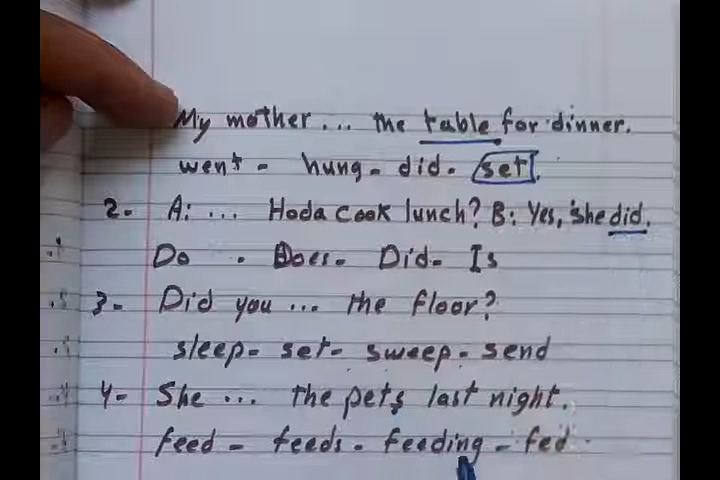 My mother... the table for dinner.
went - hung - did - set.
2- A: ... Hoda cook lunch? B: Yes, she did.
Do - Does - Did - Is
3- Did you ... the floor?
sleep - set - sweep - send
4- She ... the pets last night.
feed - feeds - feeding - fed